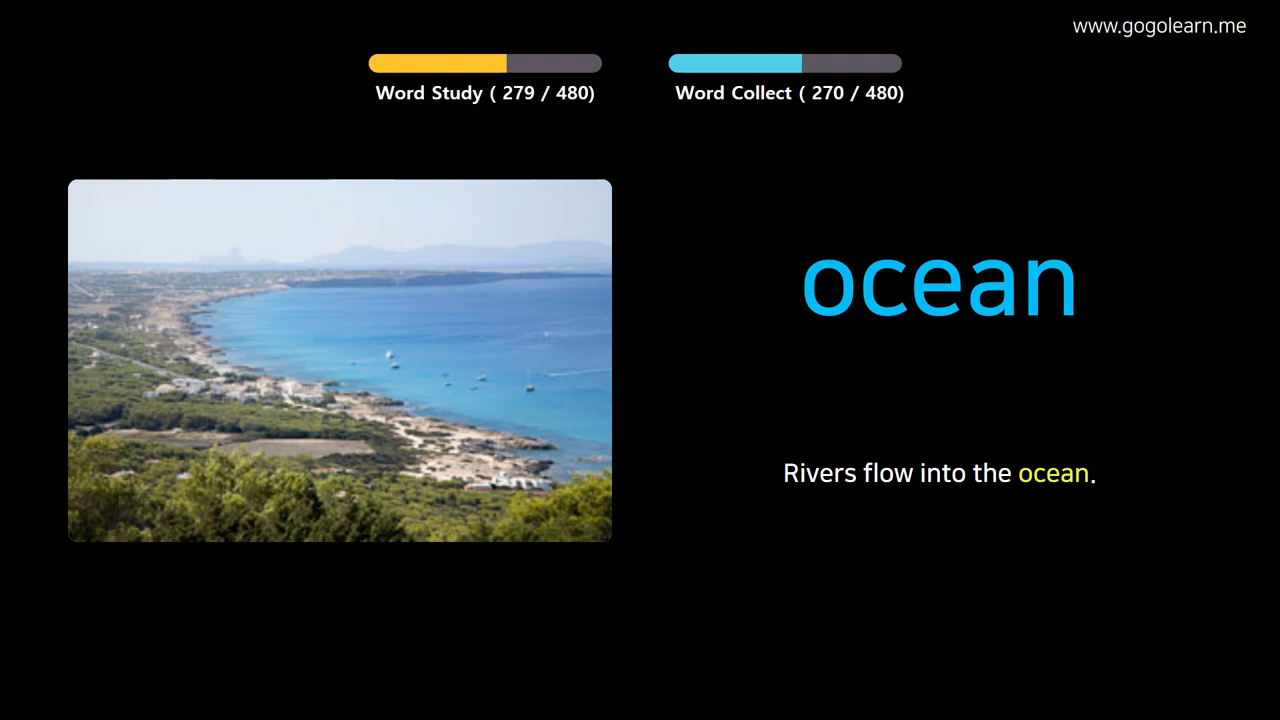 www.gogolearn.me
Word Study ( 279 / 480)
Word Collect ( 270 / 480)
ocean
Rivers flow into the ocean.